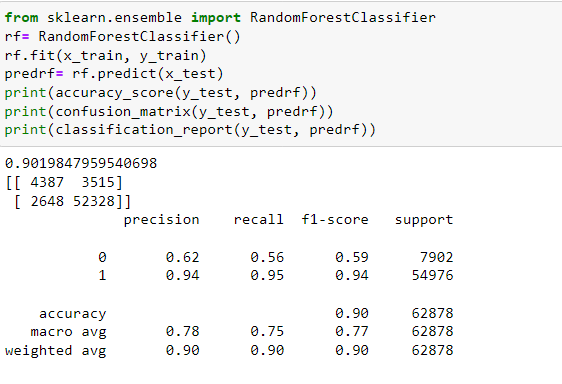 from sklearn.ensemble import RandomForestClassifier
rf= RandomForestClassifier()
rf.fit(x_train, y_train)
predrf= rf.predict(x_test)
print(accuracy_score(y_test, predrf))
print(confusion_matrix(y_test, predrf))
print(classification_report(y_test, predrf))
0.9019847959540698
[[ 4387  3515]
 [ 2648 52328]]
              precision    recall  f1-score   support
           0       0.62      0.56      0.59      7902
           1       0.94      0.95      0.94     54976
    accuracy                           0.90     62878
   macro avg       0.78      0.75      0.77     62878
weighted avg       0.90      0.90      0.90     62878